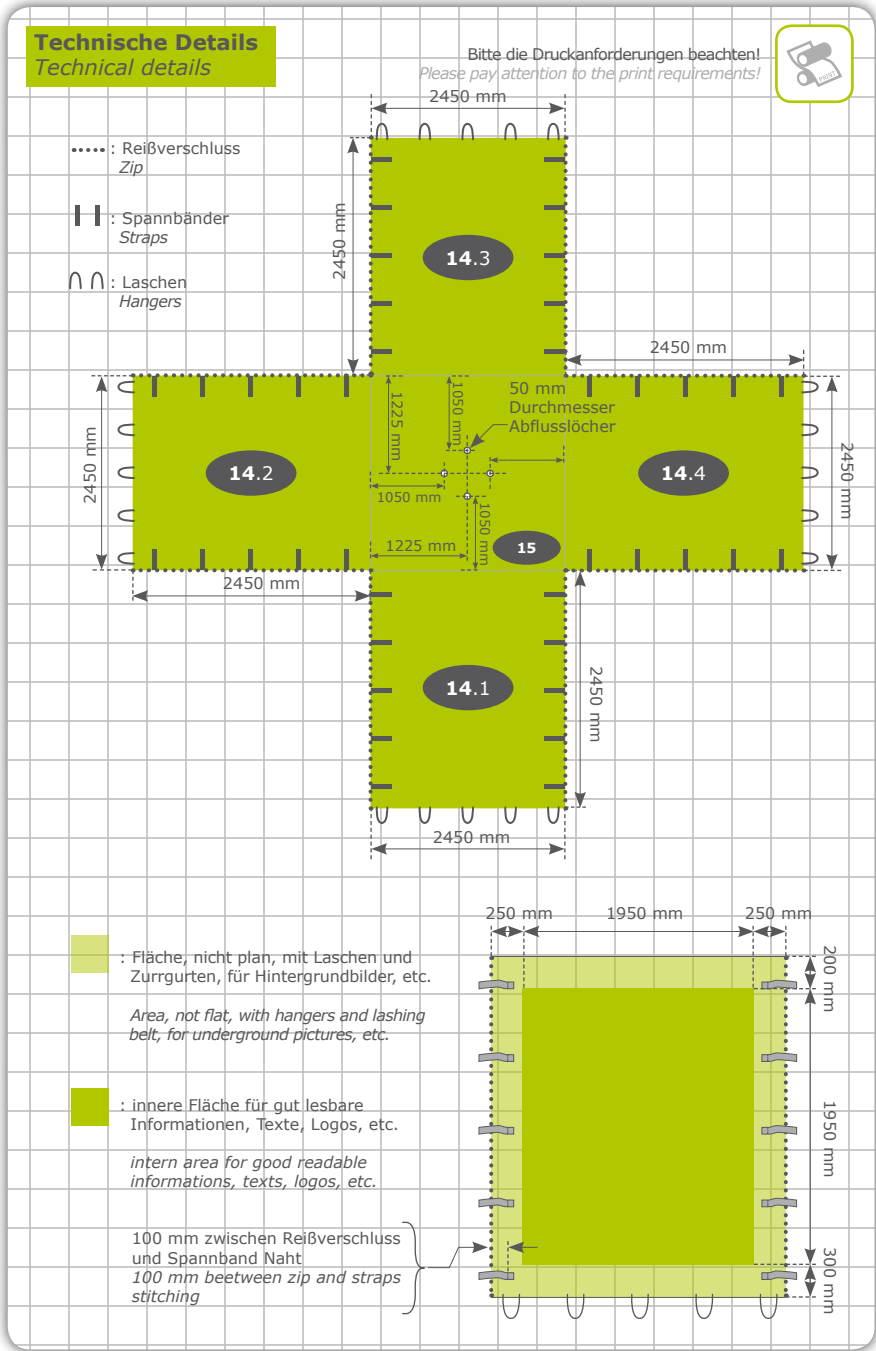 Technische Details
Technical details
Bitte die Druckanforderungen beachten!
Please pay attention to the print requirements!
PRINT
: Reißverschluss
Zip
: Spannbänder
Straps
: Laschen
Hangers
2450 mm
2450 mm
14.3
2450 mm
2450 mm
14.2
2450 mm
1225 mm
1050 mm
50 mm
Durchmesser
Abflusslöcher
1050 mm
1225 mm
1050 mm
15
14.4
2450 mm
14.1
2450 mm
2450 mm
: Fläche, nicht plan, mit Laschen und
Zurrgurten, für Hintergrundbilder, etc.
Area, not flat, with hangers and lashing
belt, for underground pictures, etc.
: innere Fläche für gut lesbare
Informationen, Texte, Logos, etc.
intern area for good readable
informations, texts, logos, etc.
100 mm zwischen Reißverschluss
und Spannband Naht
100 mm beetween zip and straps
stitching
250 mm
1950 mm
250 mm
200 mm
1950 mm
300 mm